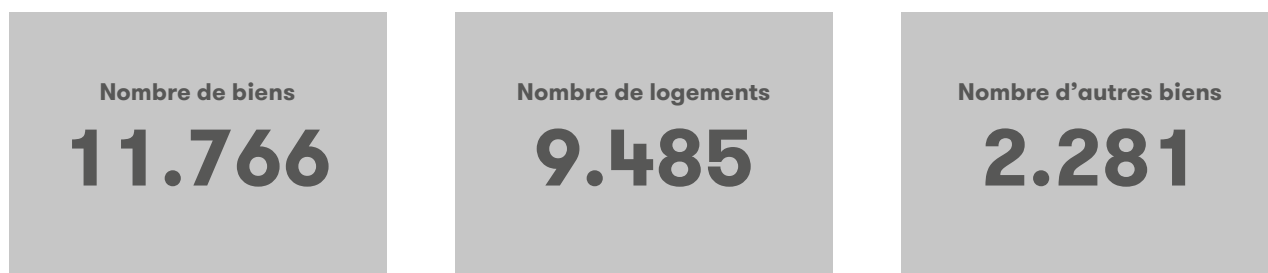 Nombre de biens
11.766
Nombre de logements
9.485
Nombre d’autres biens
2.281